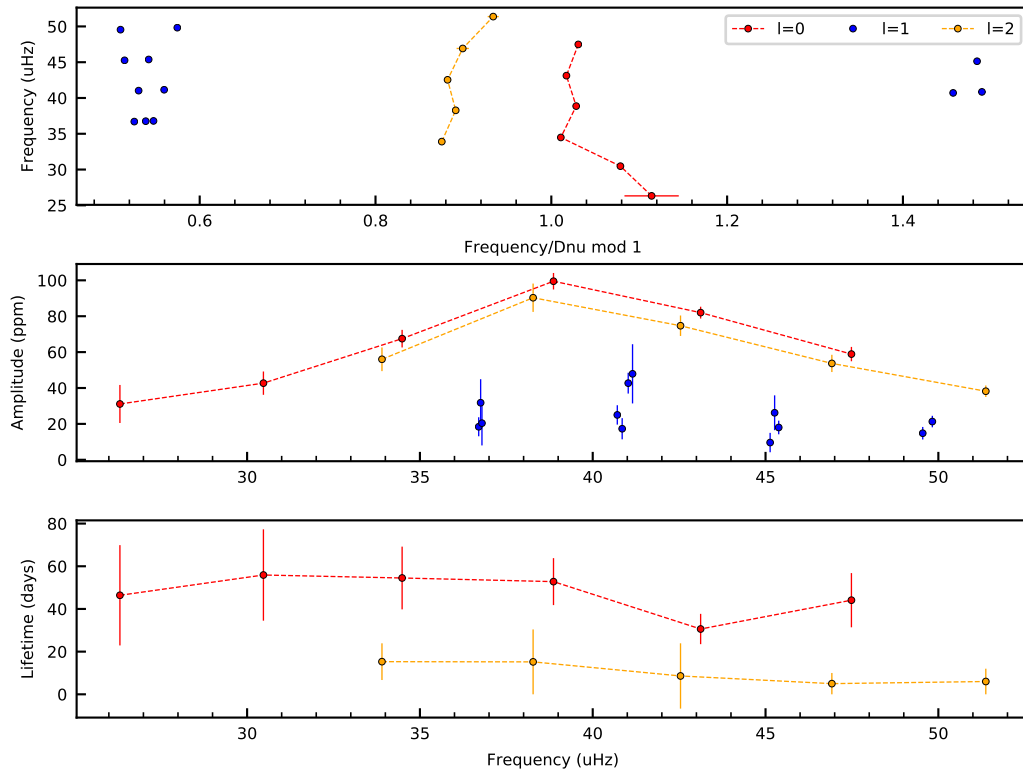 50
45
40
35
30
25
Frequency (uHz)
l=0 l=1 l=2
0.6 0.8 1.0 1.2 1.4
Frequency/Dnu mod 1
100
80
60
40
20
0
Amplitude (ppm)
30 35 40 45 50
80
60
40
20
0
Lifetime (days)
30 35 40 45 50
Frequency (uHz)